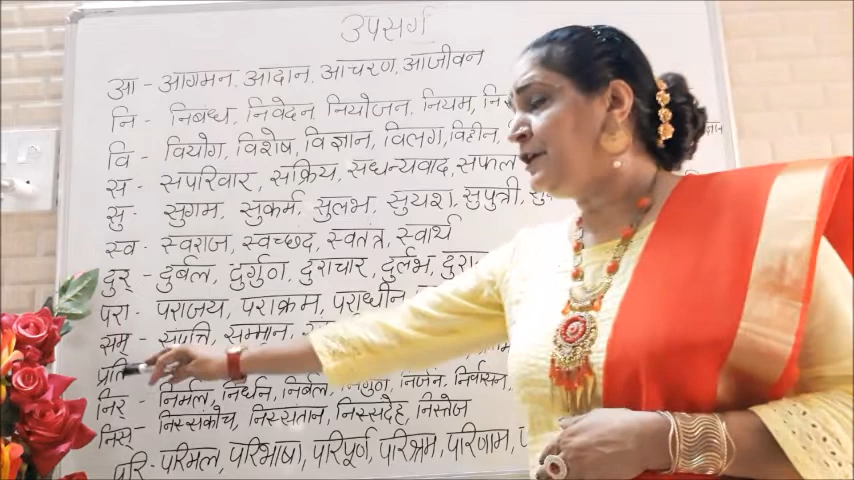 उपसर्ग
आ - आगमन. आदान. आचरण. आजीवन
नि - निबंध, निवेदन नियोजन. नियम,
वि - वियोग, विशेष, विज्ञान, विलग, विहीन,
स - सपरिवार, सक्रिय, सधन्यवाद, सफल
सु - सुगम, सुकर्म, सुलभ, सुयश, सुपुत्री,
स्व - स्वराज, स्वच्छंद, स्वतंत्र, स्वार्थ
दुर् - दुर्बल, दुर्गुण, दुराचार, दुर्लभ,
परा - पराजय, पराक्रम, पराधीन
सम् - सम्मान,
प्रति
निर् - निर्मल, निर्धन, निर्बल, निर्गुण, निर्जन, निर्वासन,
निस् - निस्संकोच, निस्संतान, निस्संदेह, निस्तेज
परि - परिमल, परिभाषा, परिपूर्ण, परिश्रम, परिणाम,